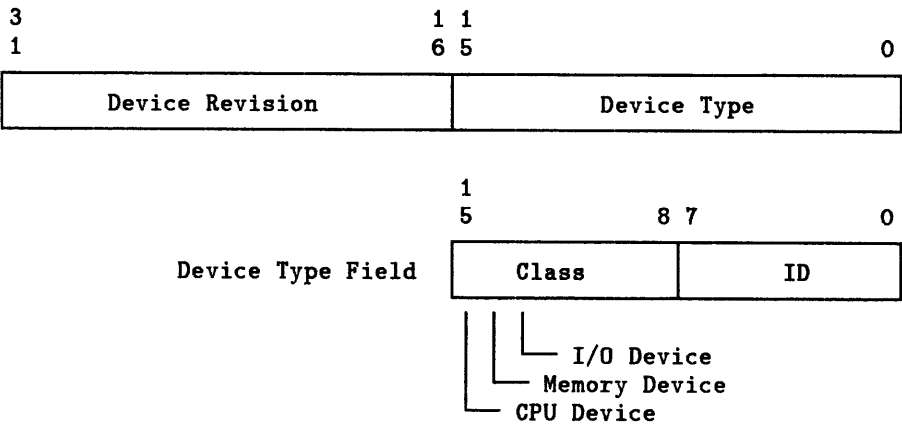 3 1 1
1 6 5 0
Device Revision Device Type
1
5 8 7 0
Device Type Field Class ID
I/O Device
Memory Device
CPU Device